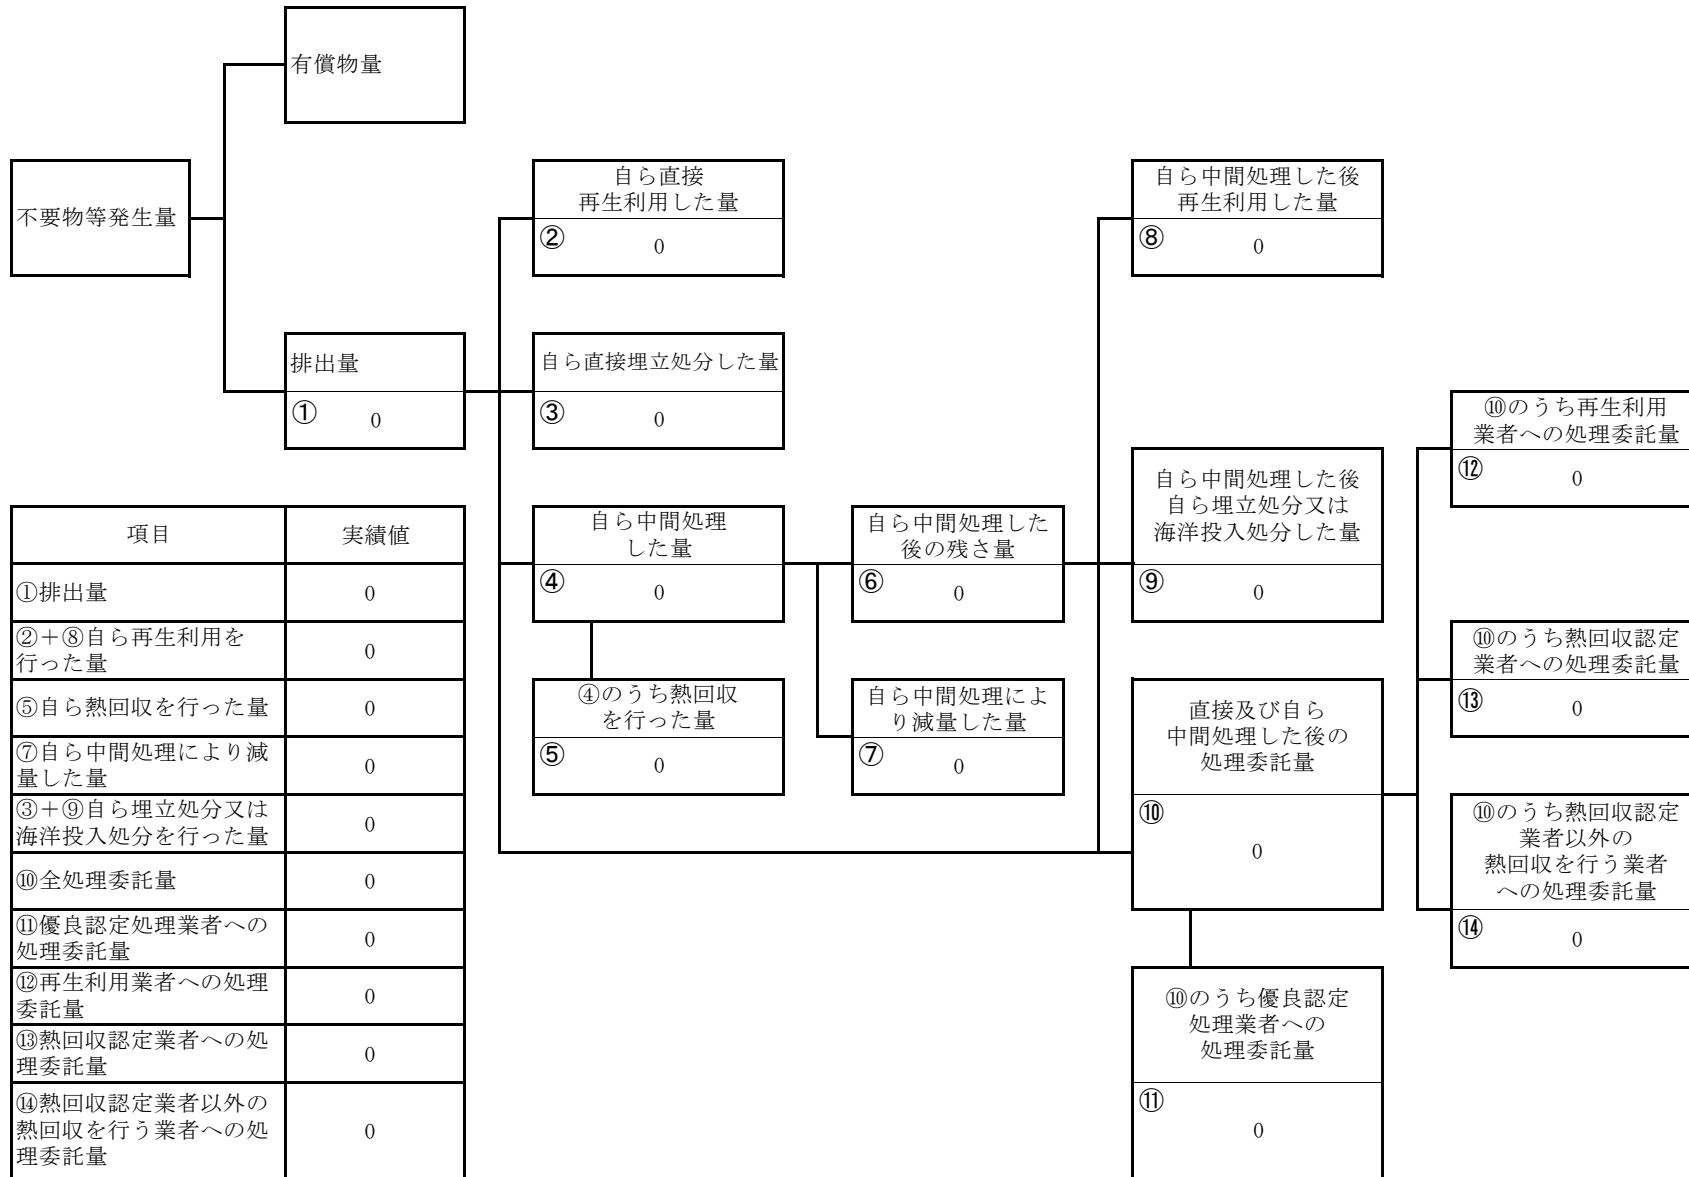 有償物量
不要物等発生量
自ら直接
再生利用した量
②
0
自ら中間処理した後
再生利用した量
⑧
0
排出量
①
0
自ら直接埋立処分した量
③
0
⑩のうち再生利用
業者への処理委託量
⑫
0
自ら中間処理した後
自ら埋立処分又は
海洋投入処分した量
⑨
0
自ら中間処理
した量
④
0
自ら中間処理した
後の残さ量
⑥
0
⑩のうち熱回収認定
業者への処理委託量
⑬
0
④のうち熱回収
を行った量
⑤
0
自ら中間処理によ
り減量した量
⑦
0
直接及び自ら
中間処理した後の
処理委託量
⑩
0
⑩のうち熱回収認定
業者以外の
熱回収を行う業者
への処理委託量
⑭
0
⑩のうち優良認定
処理業者への
処理委託量
⑪
0
項目 実績値
①排出量 0
②＋⑧自ら再生利用を
行った量 0
⑤自ら熱回収を行った量 0
⑦自ら中間処理により減
量した量 0
③＋⑨自ら埋立処分又は
海洋投入処分を行った量 0
⑩全処理委託量 0
⑪優良認定処理業者への
処理委託量 0
⑫再生利用業者への処理
委託量 0
⑬熱回収認定業者への処
理委託量 0
⑭熱回収認定業者以外の
熱回収を行う業者への処 0
理委託量